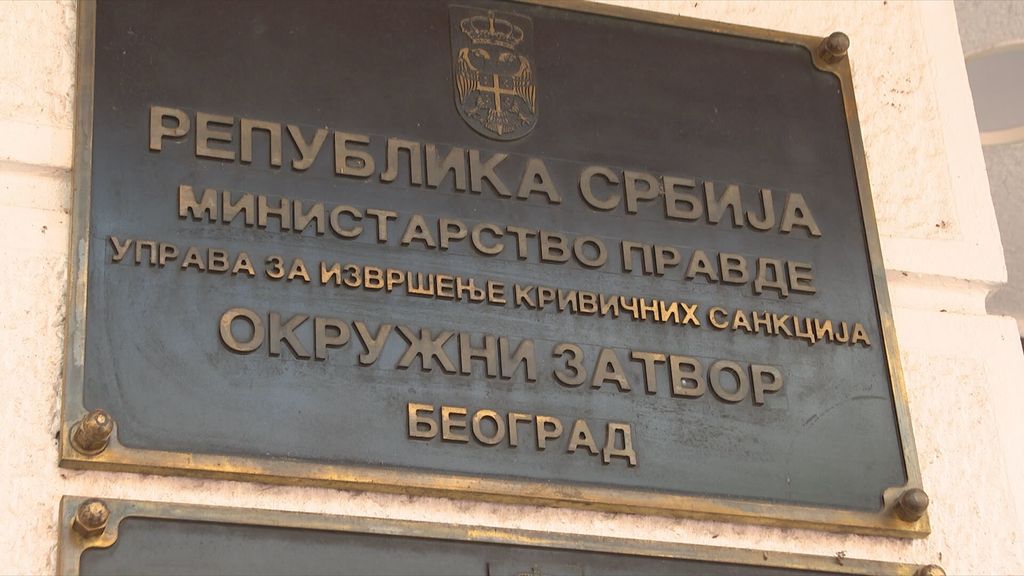 РЕПУБЛИКА СРБИЈА
МИНИСТАРСТВО ПРАВДЕ
УПРАВА ЗА ИЗВРШЕЊЕ КРИВИЧНИХ САНКЦИЈА
ОКРУЖНИ ЗАТВОР
БЕОГРАД